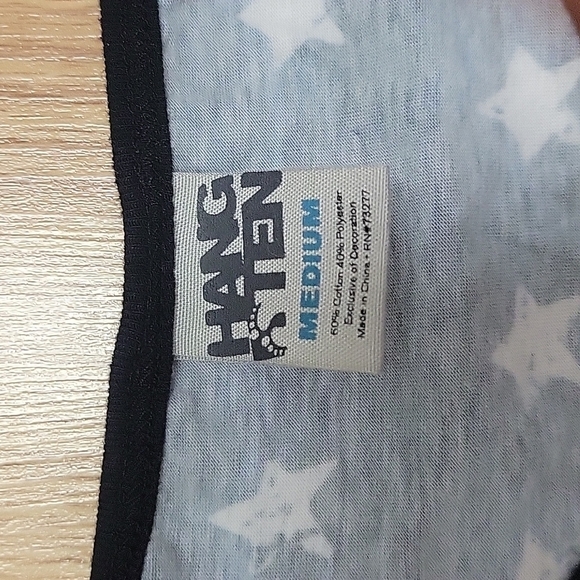 HANG
TEN
MEDIUM
60% Cotton 40% Polyester
Exclusive of Decoration
Made in China • RN#73277